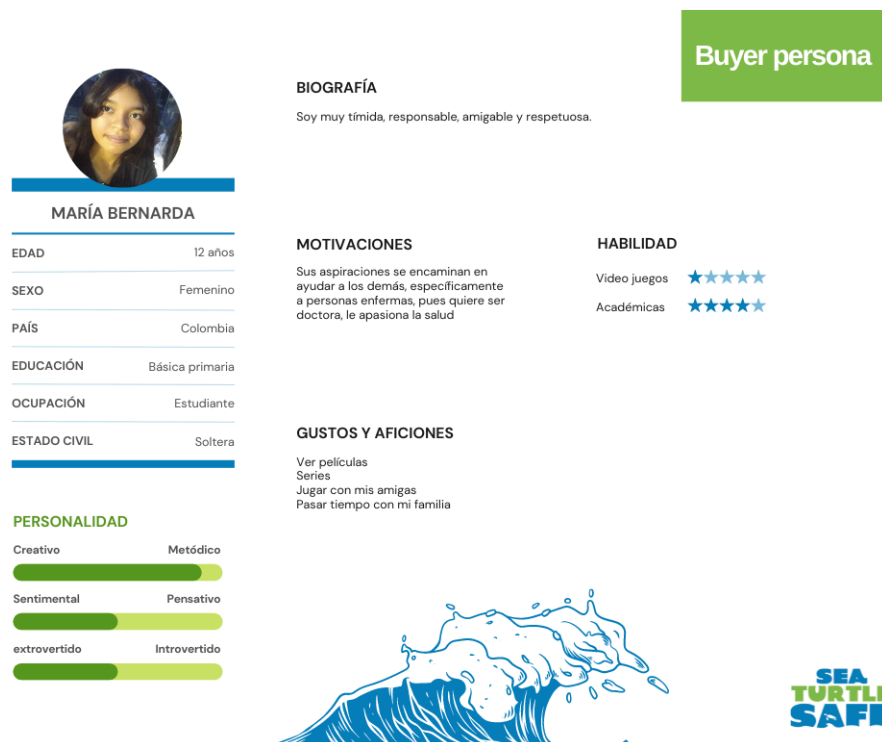 Buyer persona
MARÍA BERNARDA
EDAD 12 años
SEXO Femenino
PAÍS Colombia
EDUCACIÓN Básica primaria
OCUPACIÓN Estudiante
ESTADO CIVIL Soltera
PERSONALIDAD
Creativo Metódico
Sentimental Pensativo
extrovertido Introvertido
BIOGRAFÍA
Soy muy tímida, responsable, amigable y respetuosa.
MOTIVACIONES
Sus aspiraciones se encaminan en
ayudar a los demás, específicamente
a personas enfermas, pues quiere ser
doctora, le apasiona la salud
HABILIDAD
Video juegos
Académicas
GUSTOS Y AFICIONES
Ver películas
Series
Jugar con mis amigas
Pasar tiempo con mi familia
SEA
TURTLE
SAFE